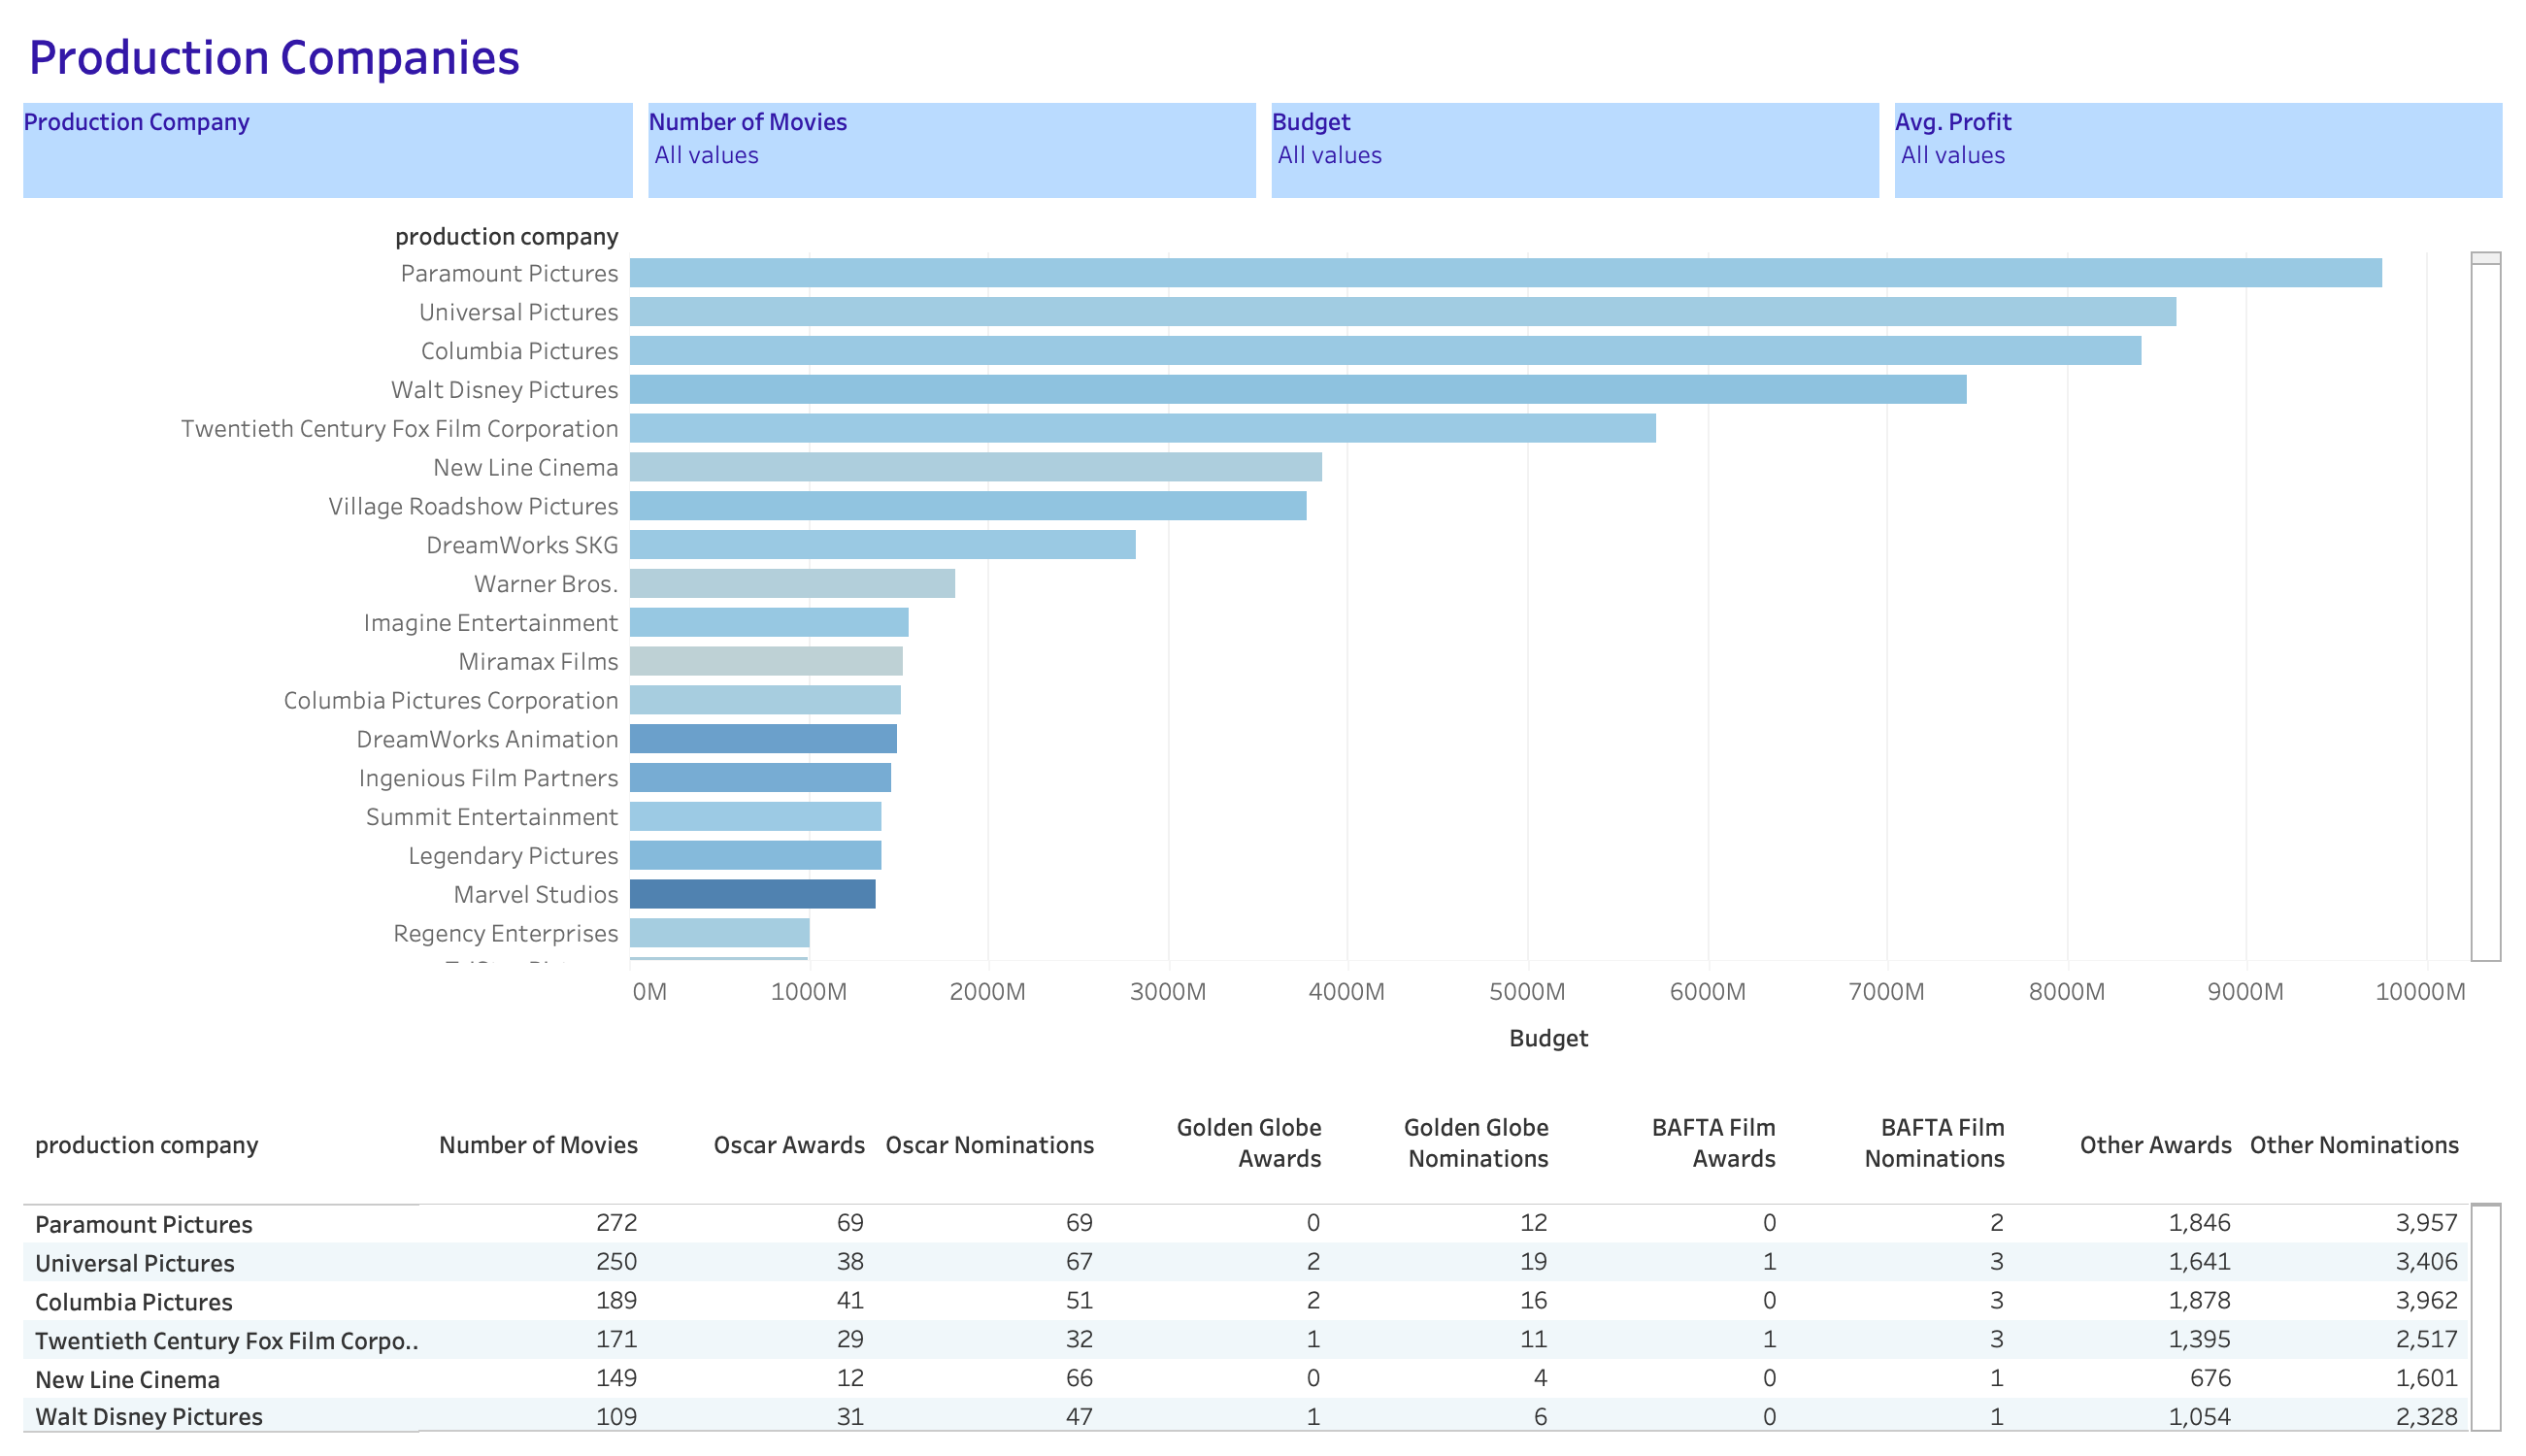 Production Companies
Production Company
Number of Movies
All values
Budget
All values
Avg. Profit
All values
production company
Paramount Pictures
Universal Pictures
Columbia Pictures
Walt Disney Pictures
Twentieth Century Fox Film Corporation
New Line Cinema
Village Roadshow Pictures
DreamWorks SKG
Warner Bros.
Imagine Entertainment
Miramax Films
Columbia Pictures Corporation
DreamWorks Animation
Ingenious Film Partners
Summit Entertainment
Legendary Pictures
Marvel Studios
Regency Enterprises
0M 1000M 2000M 3000M 4000M 5000M 6000M 7000M 8000M 9000M 10000M
Budget
production company Number of Movies Oscar Awards Oscar Nominations Golden Globe Awards Golden Globe Nominations BAFTA Film Awards BAFTA Film Nominations Other Awards Other Nominations
Paramount Pictures 272 69 69 0 12 0 2 1,846 3,957
Universal Pictures 250 38 67 2 19 1 3 1,641 3,406
Columbia Pictures 189 41 51 2 16 0 3 1,878 3,962
Twentieth Century Fox Film Corpo.. 171 29 32 1 11 1 3 1,395 2,517
New Line Cinema 149 12 66 0 4 0 1 676 1,601
Walt Disney Pictures 109 31 47 1 6 0 1 1,054 2,328